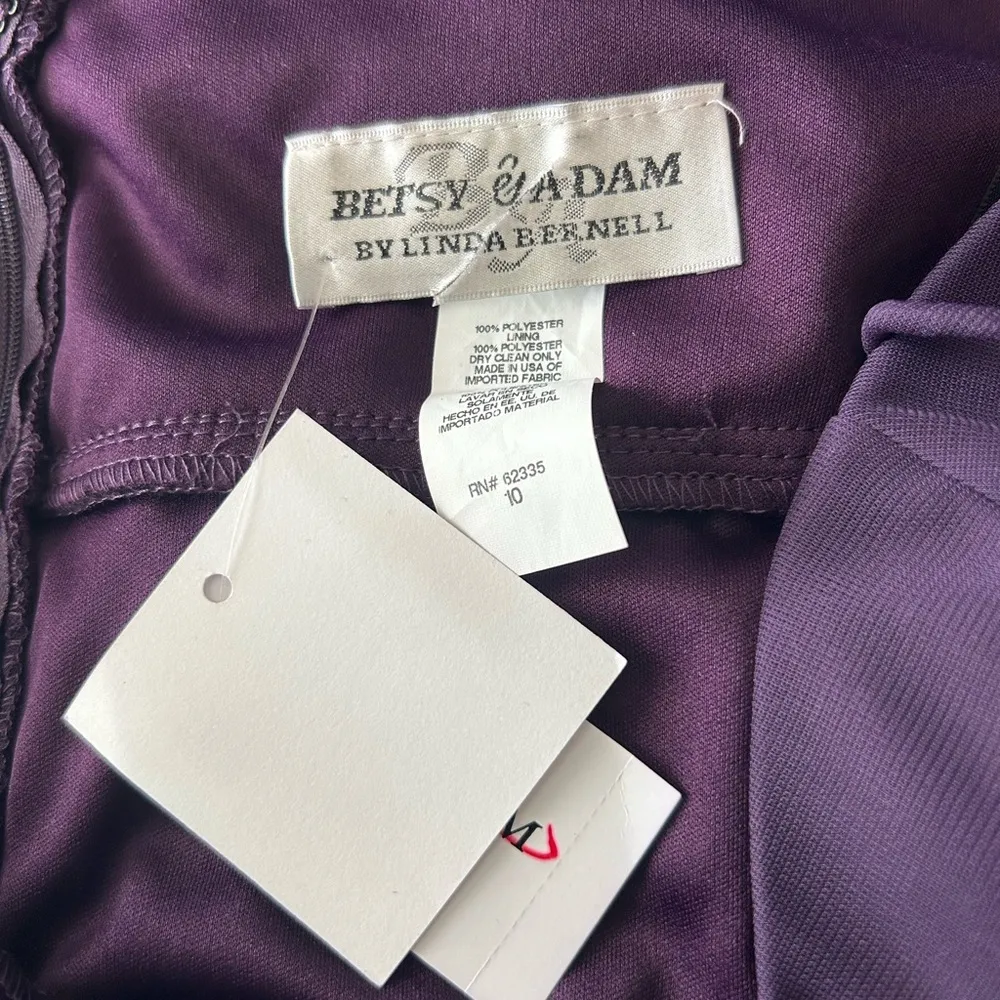 BETSY & ADAM
BY LINDA BERNELL
100% POLYESTER
LINING
100% POLYESTER
DRY CLEAN ONLY
MADE IN USA OF
IMPORTED FABRIC
LAVAR EN SECO
SOLAMENTE
HECHO EN EE. UU. DE
IMPORTADO MATERIAL
RN# 62335
10
M